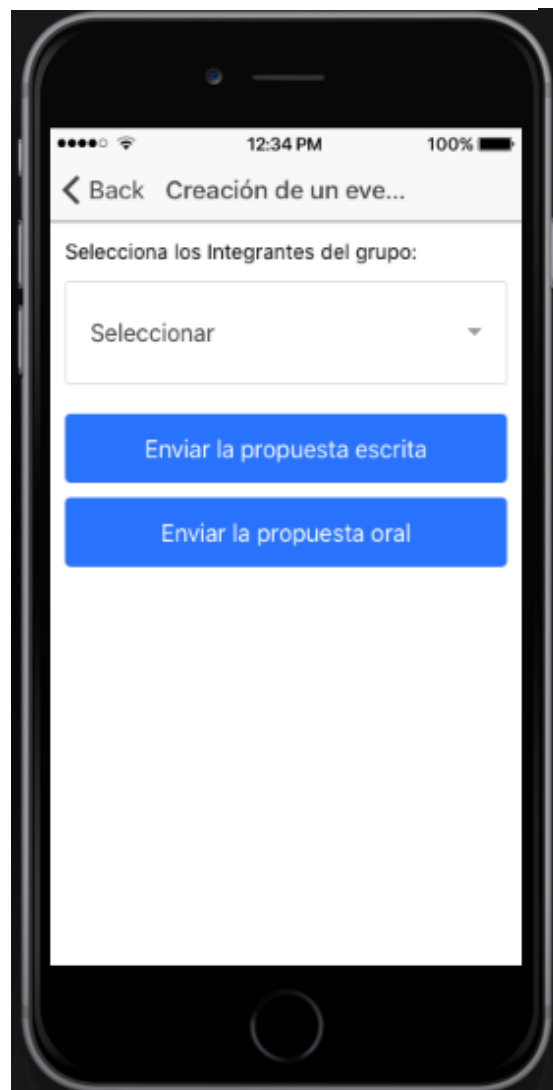 12:34 PM 100%
Back Creación de un eve...
Selecciona los Integrantes del grupo:
Seleccionar
Enviar la propuesta escrita
Enviar la propuesta oral